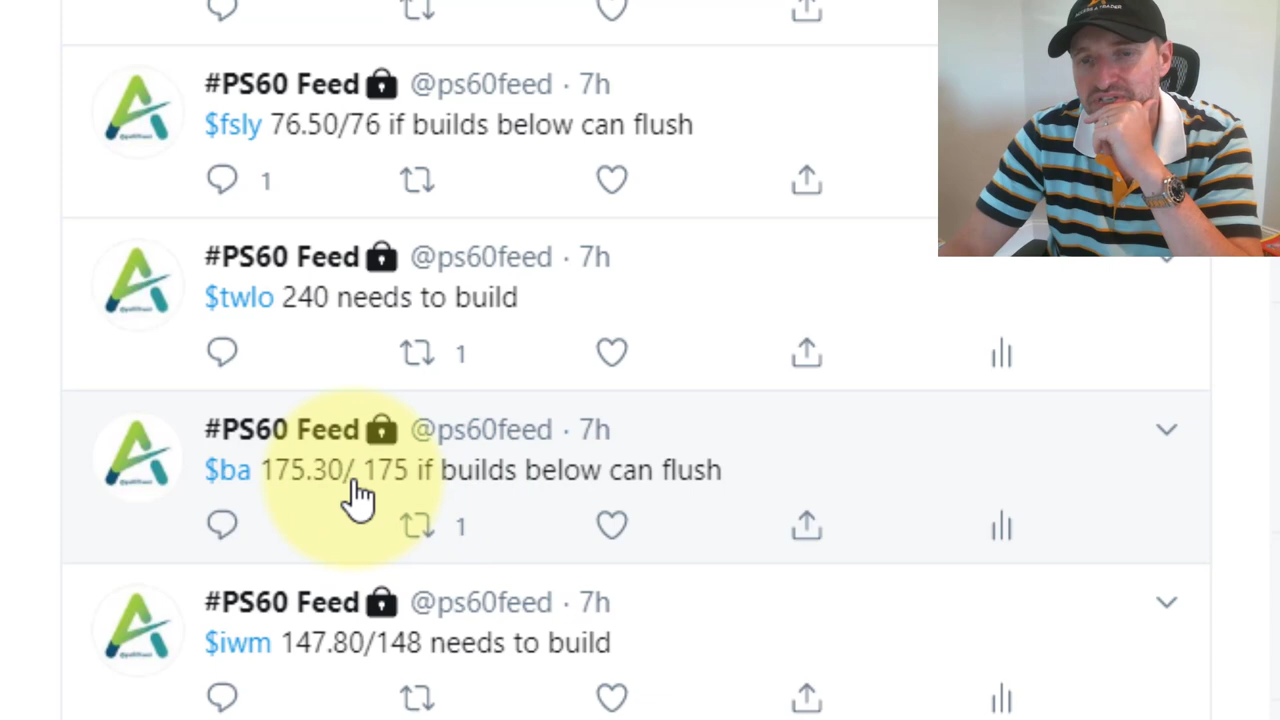 #PS60 Feed @ps60feed · 7h
$fsly 76.50/76 if builds below can flush
1
#PS60 Feed @ps60feed · 7h
$twlo 240 needs to build
1
#PS60 Feed @ps60feed · 7h
$ba 175.30/ 175 if builds below can flush
1
#PS60 Feed @ps60feed · 7h
$iwm 147.80/148 needs to build